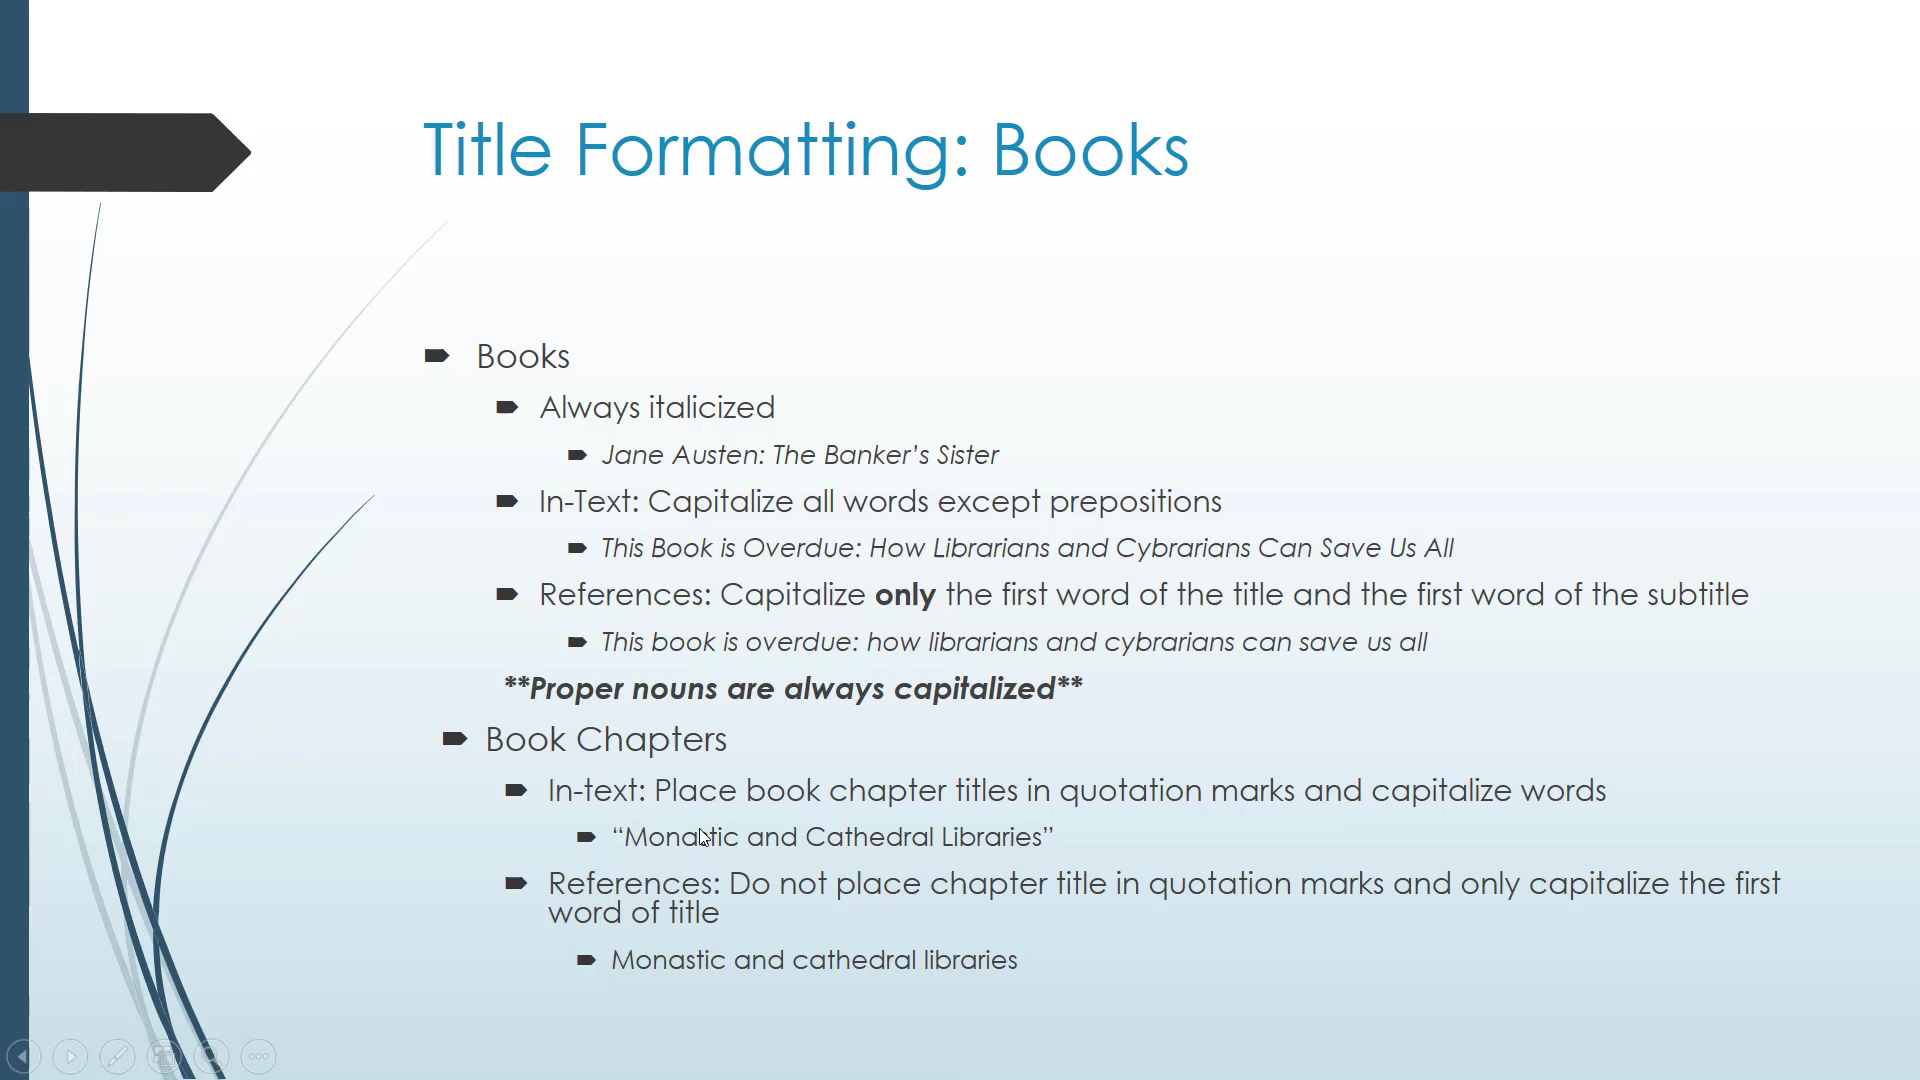 Title Formatting: Books
Books
Always italicized
Jane Austen: The Banker’s Sister
In-Text: Capitalize all words except prepositions
This Book is Overdue: How Librarians and Cybrarians Can Save Us All
References: Capitalize only the first word of the title and the first word of the subtitle
This book is overdue: how librarians and cybrarians can save us all
**Proper nouns are always capitalized**
Book Chapters
In-text: Place book chapter titles in quotation marks and capitalize words
“Monastic and Cathedral Libraries”
References: Do not place chapter title in quotation marks and only capitalize the first
word of title
Monastic and cathedral libraries